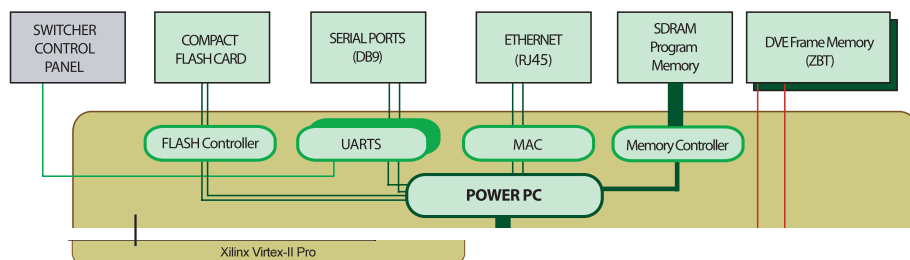 SWITCHER
CONTROL
PANEL
COMPACT
FLASH CARD
SERIAL PORTS
(DB9)
ETHERNET
(RJ45)
SDRAM
Program
Memory
DVE Frame Memory
(ZBT)
FLASH Controller
UARTS
MAC
Memory Controller
POWER PC
Xilinx Virtex-II Pro